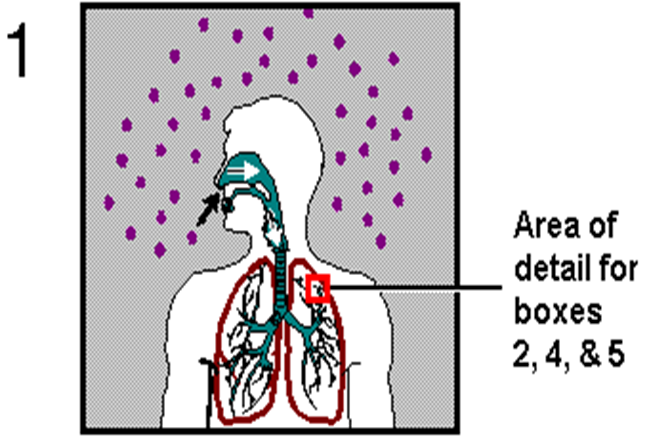 1
Area of
detail for
boxes
2, 4, & 5